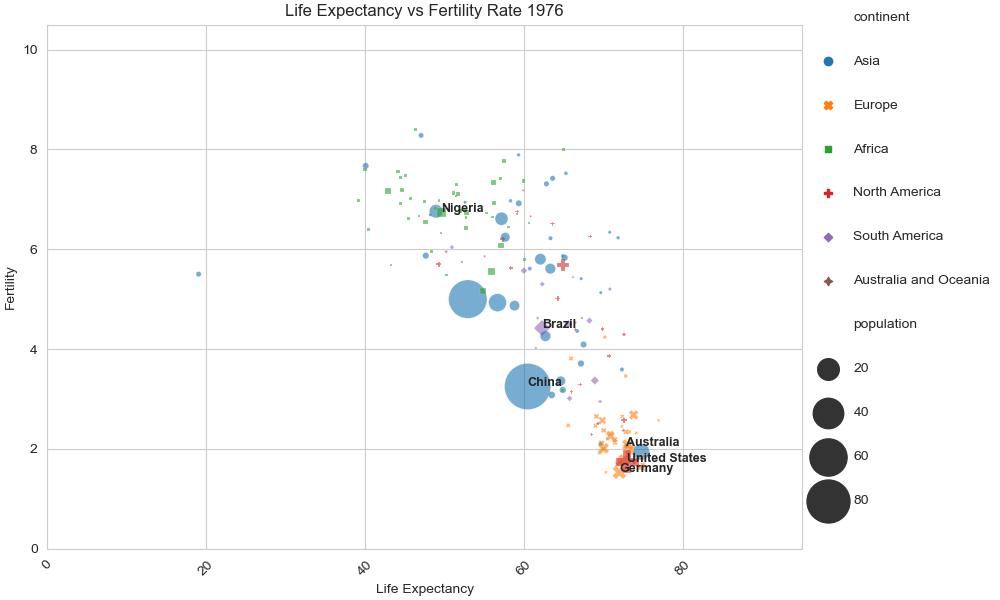 Life Expectancy vs Fertility Rate 1976
continent
Asia
Europe
Africa
North America
South America
Australia and Oceania
population
20
40
60
80
Fertility
10
8
6
4
2
0
Nigeria
Brazil
China
Australia
United States
Germany
0
20
40
60
80
Life Expectancy